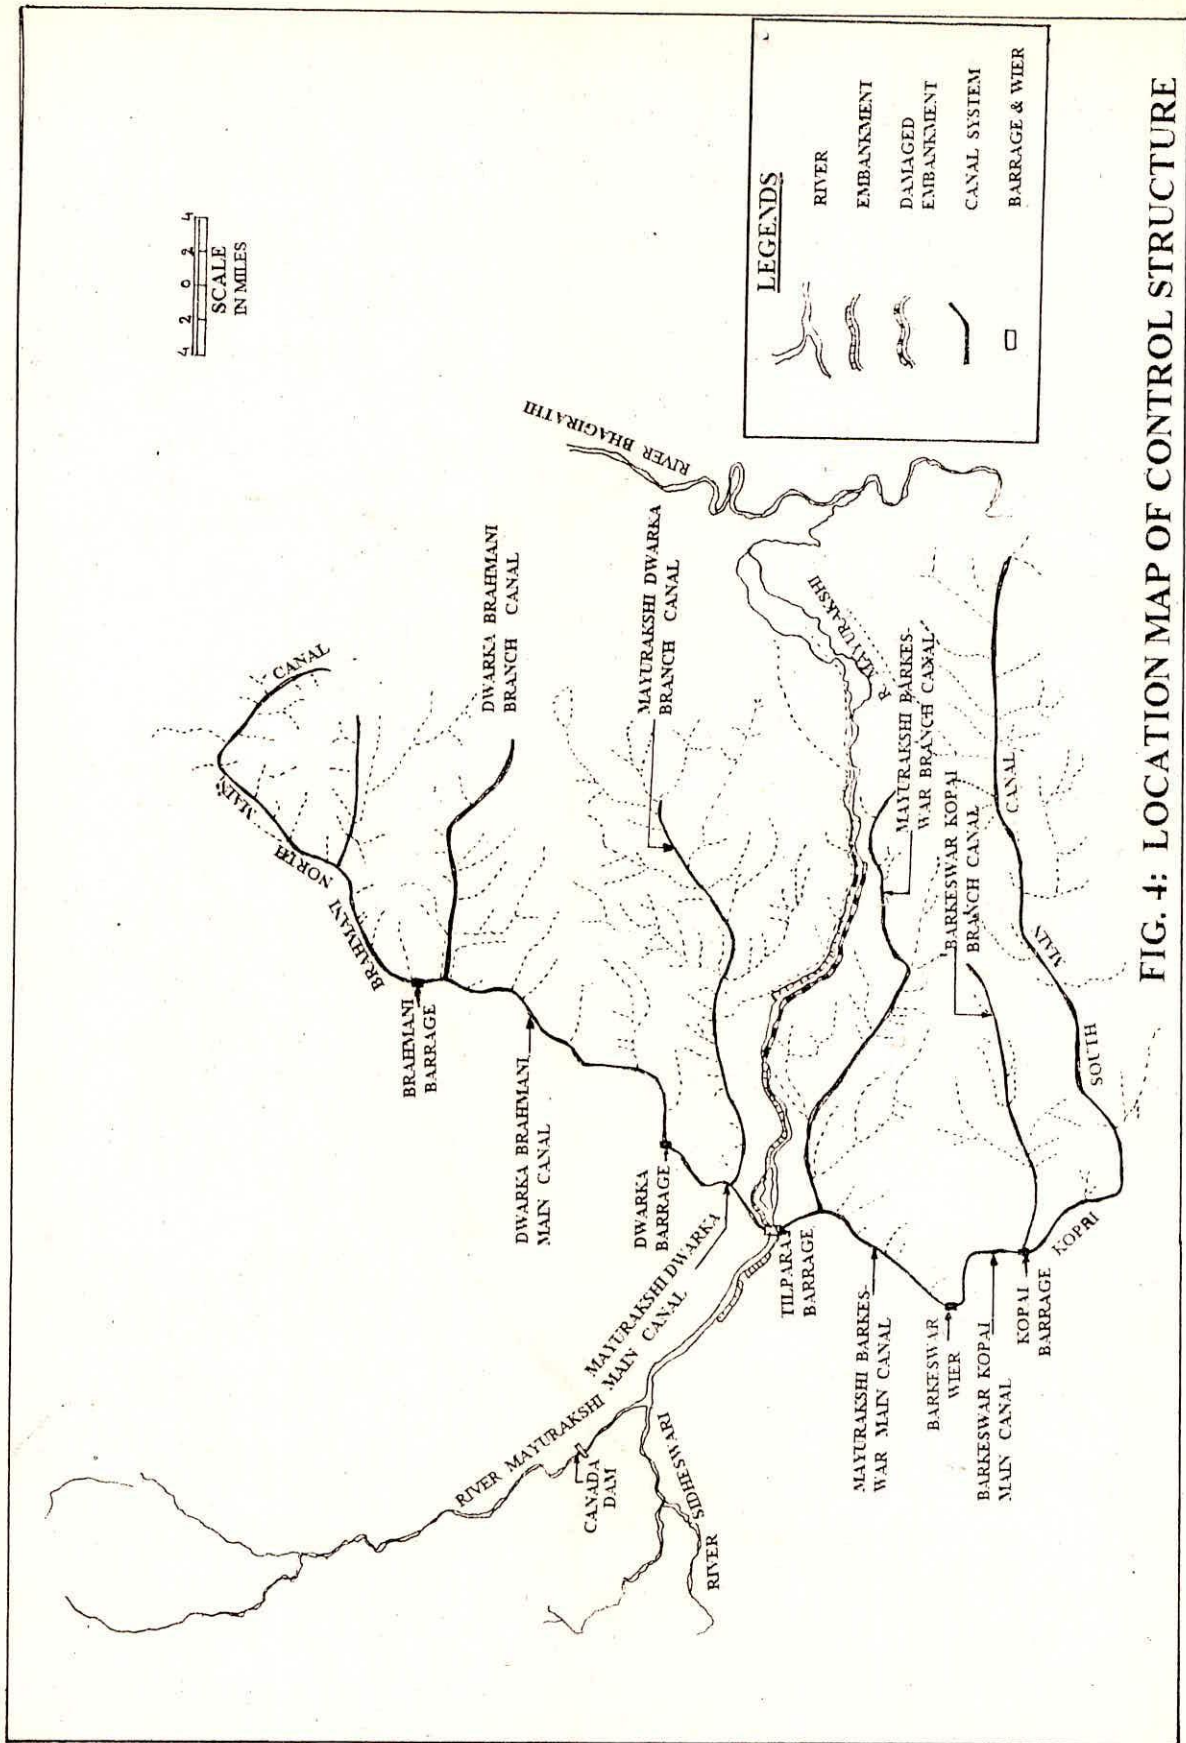 4 2 0 2 4
SCALE
IN MILES
LEGENDS
RIVER
EMBANKMENT
DAMAGED
EMBANKMENT
CANAL SYSTEM
BARRAGE & WIER
BRAHMANI NORTH MAIN CANAL
BRAHMANI
BARRAGE
DWARKA BRAHMANI
BRANCH CANAL
DWARKA BRAHMANI
MAIN CANAL
RIVER BHAGIRATHI
MAYURAKSHI DWARKA
BRANCH CANAL
DWARKA
BARRAGE
MAYURAKSHI DWARKA
MAIN CANAL
RIVER MAYURAKSHI
CANADA
DAM
RIVER SIDHESWARI
TILPARA
BARRAGE
R. MAYURAKSHI
MAYURAKSHI BARKES-
WAR BRANCH CANAL
MAYURAKSHI BARKES-
WAR MAIN CANAL
BARKESWAR KOPAI
BRANCH CANAL
BARKESWAR
WIER
BARKESWAR KOPAI
MAIN CANAL
KOPAI
BARRAGE
KOPAI SOUTH MAIN CANAL
FIG. 4: LOCATION MAP OF CONTROL STRUCTURE